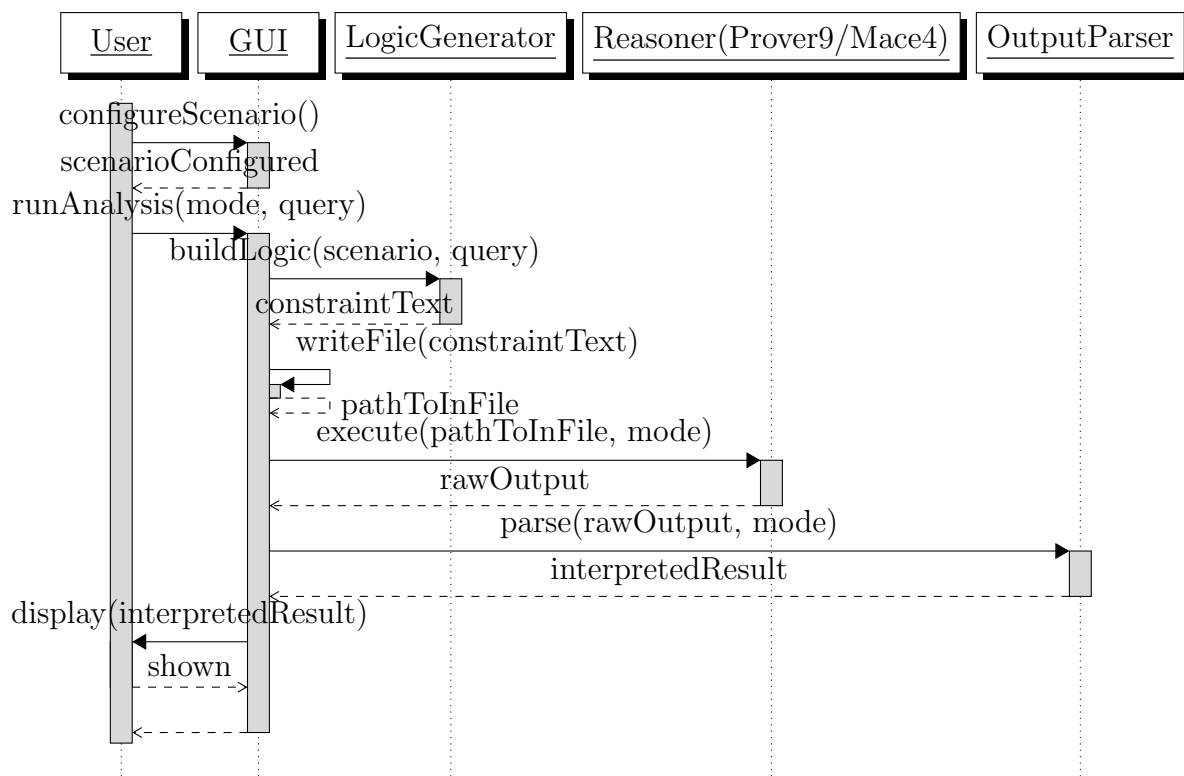 User
GUI
LogicGenerator
Reasoner(Prover9/Mace4)
OutputParser
configureScenario()
scenarioConfigured
runAnalysis(mode, query)
buildLogic(scenario, query)
constraintText
writeFile(constraintText)
pathToInFile
execute(pathToInFile, mode)
rawOutput
parse(rawOutput, mode)
interpretedResult
display(interpretedResult)
shown